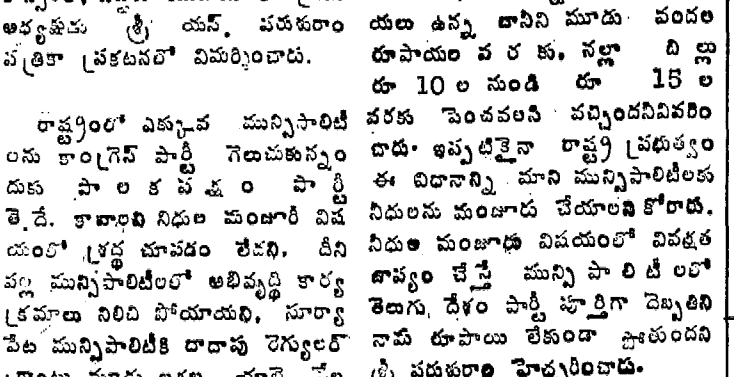 అధ్యక్షుడు శ్రీ యస్. పరుశురాం
పత్రికా ప్రకటనలో విమర్శించారు.
రాష్ట్రంలో ఎక్కువ మున్సిపాలిటీ
లను కాంగ్రెస్ పార్టీ గెలుచుకున్నం
దుకు పాలకపక్షం పార్టీ
తె.దే. కావాలని నిధుల మంజూరీ విష
యంలో శ్రద్ధ చూపడం లేదని, దీని
వల్ల మున్సిపాలిటీలలో అభివృద్ధి కార్య
క్రమాలు నిలిచి పోయాయని, సూర్యా
పేట మున్సిపాలిటీకి దాదాపు రెగ్యులర్
యలు ఉన్న దానిని మూడు వందల
రూపాయల వరకు, నల్లా బిల్లు
రూ 10 ల నుండి రూ 15 ల
వరకు పెంచవలసి వచ్చిందనివివరిం
చారు. ఇప్పటికైనా రాష్ట్ర ప్రభుత్వం
ఈ విధానాన్ని మాని మున్సిపాలిటీలకు
నిధులను మంజూరు చేయాలని కోరారు.
నిధుల మంజూరు విషయంలో వివక్షత
జాప్యం చేస్తే మున్సిపాలిటీలలో
తెలుగు, దేశం పార్టీ పూర్తిగా దెబ్బతిని
నామ రూపాయి లేకుండా పోతుందని
శ్రీ పరుశురాం హెచ్చరించారు.